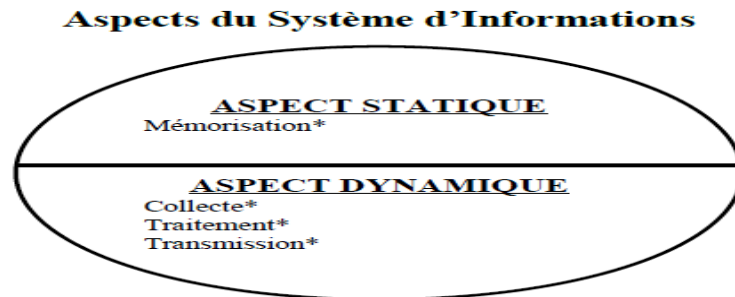 Aspects du Système d'Informations
ASPECT STATIQUE
Mémorisation*
ASPECT DYNAMIQUE
Collecte*
Traitement*
Transmission*